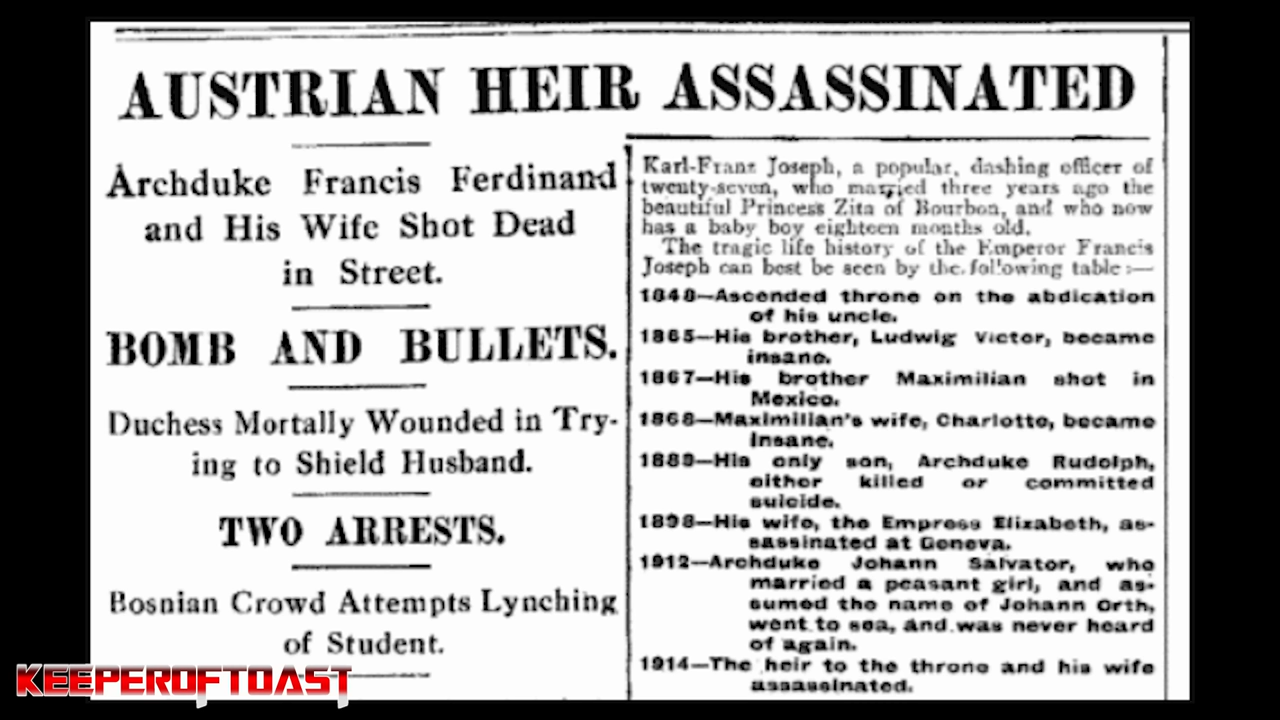 AUSTRIAN HEIR ASSASSINATED
Archduke Francis Ferdinand
and His Wife Shot Dead
in Street.
BOMB AND BULLETS.
Duchess Mortally Wounded in Try-
ing to Shield Husband.
TWO ARRESTS.
Bosnian Crowd Attempts Lynching
of Student.
Karl-Franz Joseph, a popular, dashing officer of
twenty-seven, who married three years ago the
beautiful Princess Zita of Bourbon, and who now
has a baby boy eighteen months old.
The tragic life history of the Emperor Francis
Joseph can best be seen by the following table:—
1848—Ascended throne on the abdication
of his uncle.
1865—His brother, Ludwig Victor, became
insane.
1867—His brother Maximilian shot in
Mexico.
1868—Maximilian's wife, Charlotte, became
insane.
1889—His only son, Archduke Rudolph,
either killed or committed
suicide.
1898—His wife, the Empress Elizabeth, as-
sassinated at Geneva.
1912—Archduke Johann Salvator, who
married a peasant girl, and as-
sumed the name of Johann Orth,
went to sea, and was never heard
of again.
1914—The heir to the throne and his wife
assassinated.
KEEPEROFTOAST